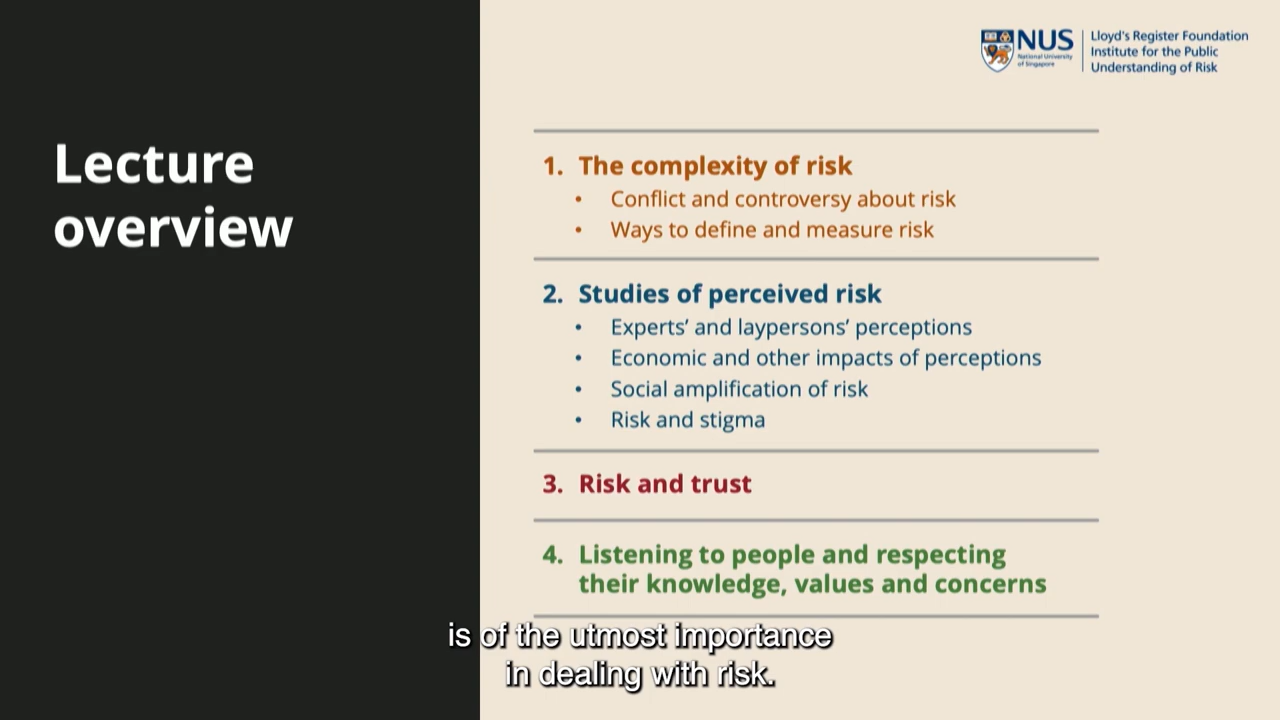 Lecture
overview
NUS
National University
of Singapore
Lloyd's Register Foundation
Institute for the Public
Understanding of Risk
1. The complexity of risk
• Conflict and controversy about risk
• Ways to define and measure risk
2. Studies of perceived risk
• Experts’ and laypersons’ perceptions
• Economic and other impacts of perceptions
• Social amplification of risk
• Risk and stigma
3. Risk and trust
4. Listening to people and respecting
their knowledge, values and concerns
is of the utmost importance
in dealing with risk.